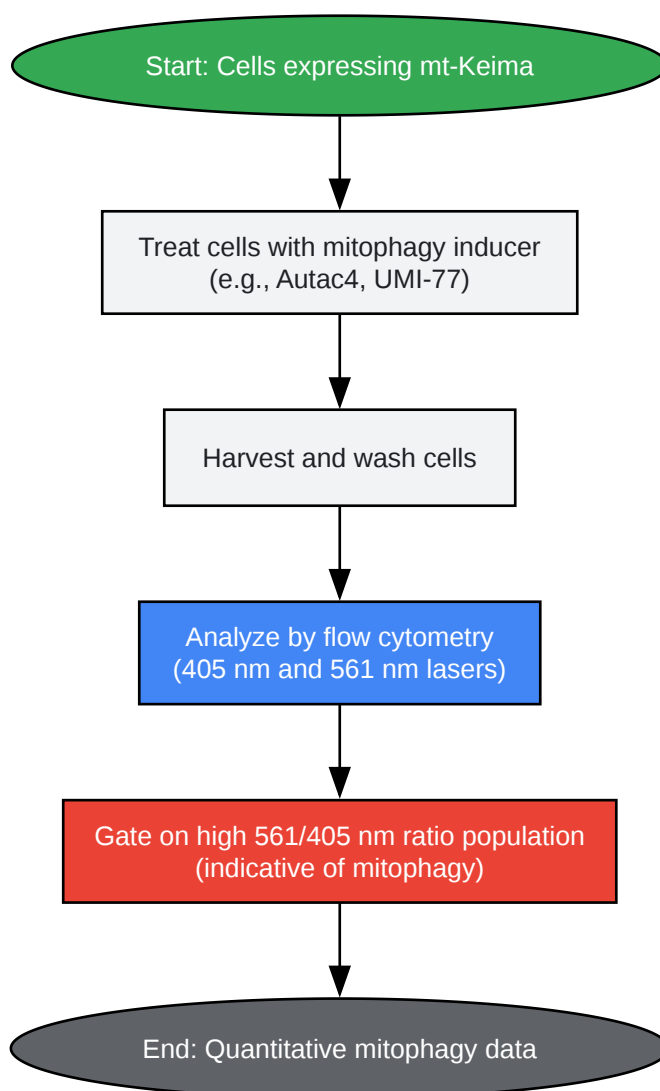 Start: Cells expressing mt-Keima
Treat cells with mitophagy inducer
(e.g., Autac4, UMI-77)
Harvest and wash cells
Analyze by flow cytometry
(405 nm and 561 nm lasers)
Gate on high 561/405 nm ratio population
(indicative of mitophagy)
End: Quantitative mitophagy data